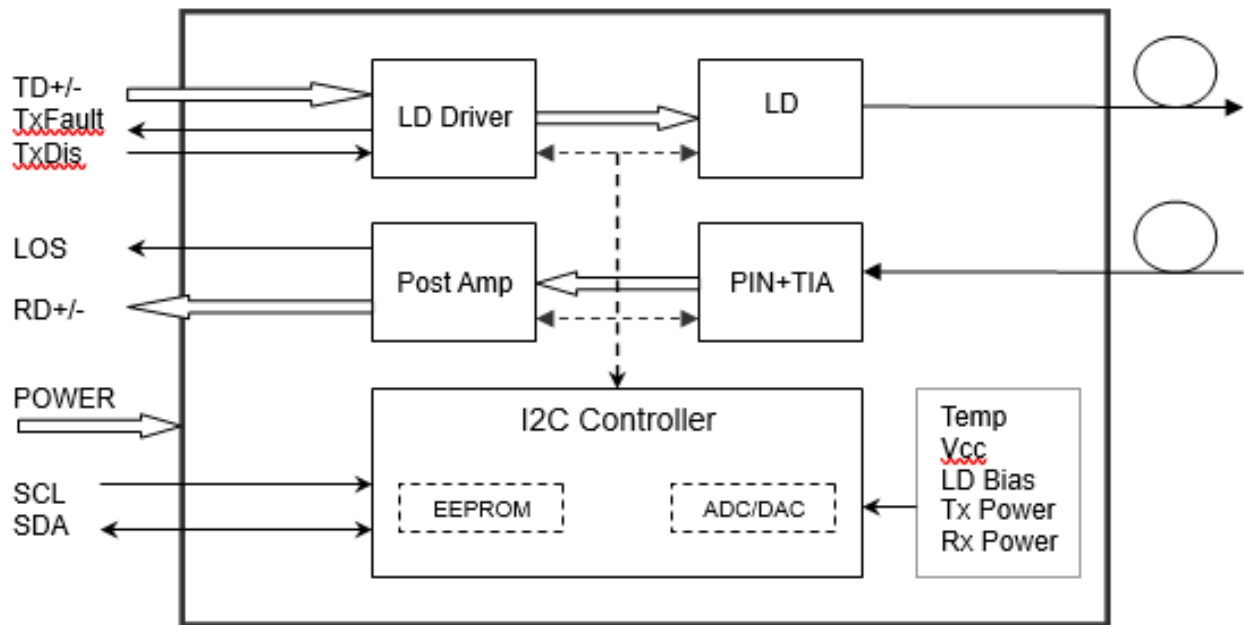 TD+/-
TxFault
TxDis
LD Driver
LD
LOS
RD+/-
Post Amp
PIN+TIA
POWER
SCL
SDA
I2C Controller
EEPROM
ADC/DAC
Temp
Vcc
LD Bias
Tx Power
Rx Power